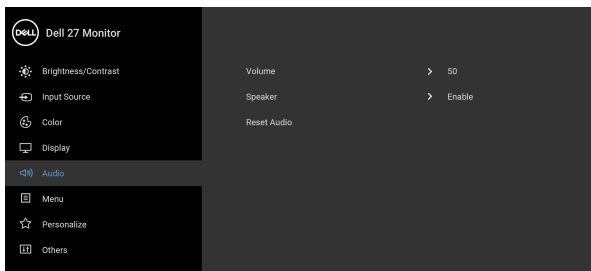 DELL Dell 27 Monitor
Brightness/Contrast
Volume 50
Input Source
Speaker Enable
Color
Reset Audio
Display
Audio
Menu
Personalize
Others